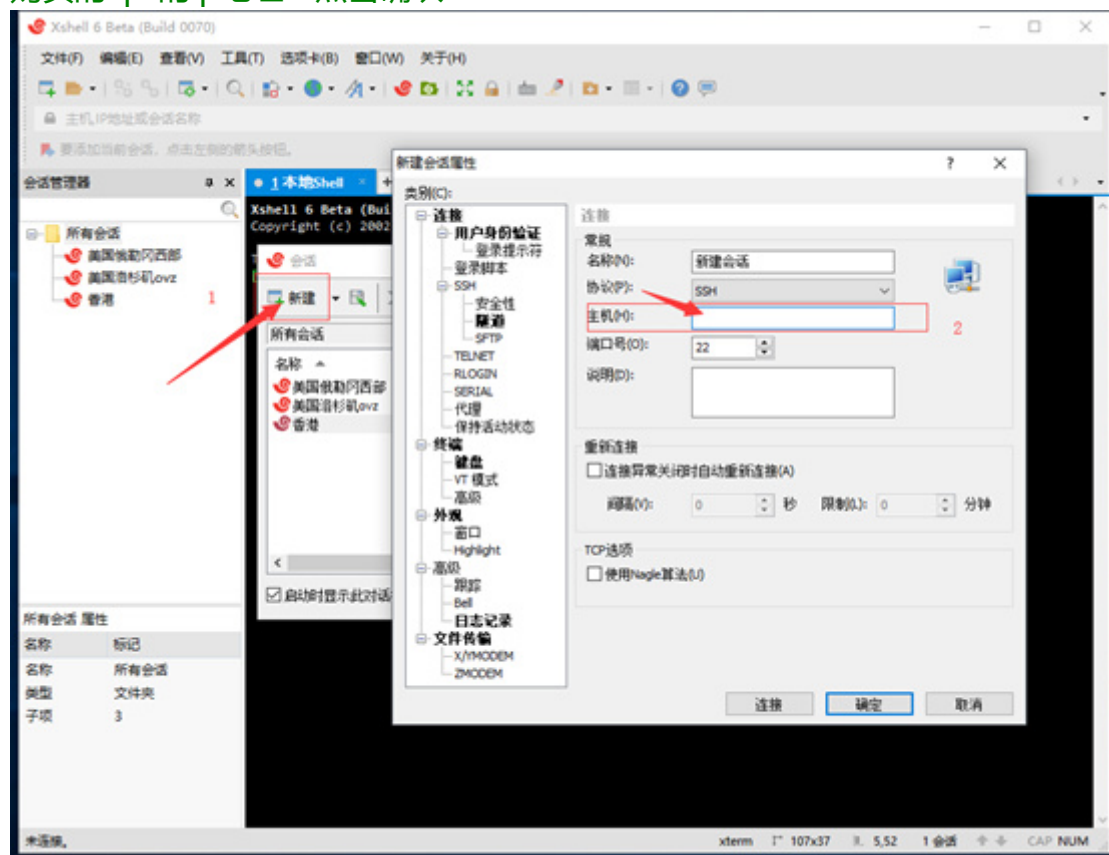 Xshell 6 Beta (Build 0070)
文件(F) 编辑(E) 查看(V) 工具(T) 选项卡(B) 窗口(W) 关于(H)
主机,IP地址或会话名称
要添加当前会话，点击左侧的箭头按钮。
会话管理器
所有会话
美国俄勒冈西部
美国洛杉矶ovz
香港
1
所有会话 属性
名称 标记
名称 所有会话
类型 文件夹
子项 3
1 本地Shell
Xshell 6 Beta (Bui
Copyright (c) 2002
会话
新建
所有会话
名称
美国俄勒冈西部
美国洛杉矶ovz
香港
启动时显示此对话
新建会话属性
类别(C):
连接
用户身份验证
登录提示符
登录脚本
SSH
安全性
隧道
SFTP
TELNET
RLOGIN
SERIAL
代理
保持活动状态
终端
键盘
VT 模式
高级
外观
窗口
Highlight
高级
跟踪
Bell
日志记录
文件传输
X/YMODEM
ZMODEM
连接
常规
名称(N): 新建会话
协议(P): SSH
主机(H):
2
端口号(O): 22
说明(D):
重新连接
连接异常关闭时自动重新连接(A)
间隔(V): 0 秒 限制(L): 0 分钟
TCP选项
使用Nagle算法(U)
连接 确定 取消
未连接。
xterm 107x37 5,52 1 会话 CAP NUM